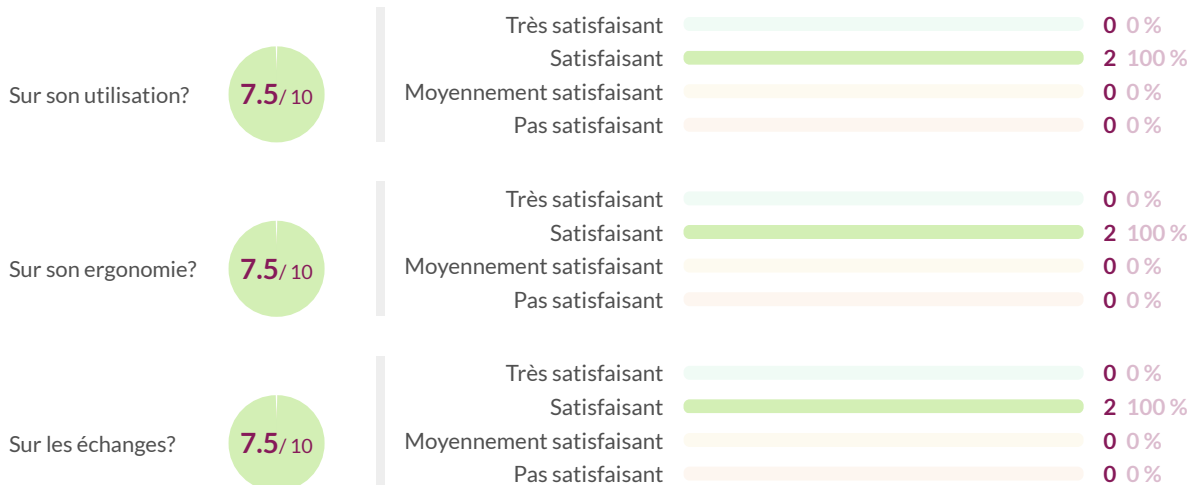 Très satisfaisant 0 0 %
Satisfaisant 2 100 %
Sur son utilisation? 7.5/ 10
Moyennement satisfaisant 0 0 %
Pas satisfaisant 0 0 %
Très satisfaisant 0 0 %
Satisfaisant 2 100 %
Sur son ergonomie? 7.5/ 10
Moyennement satisfaisant 0 0 %
Pas satisfaisant 0 0 %
Très satisfaisant 0 0 %
Satisfaisant 2 100 %
Sur les échanges? 7.5/ 10
Moyennement satisfaisant 0 0 %
Pas satisfaisant 0 0 %